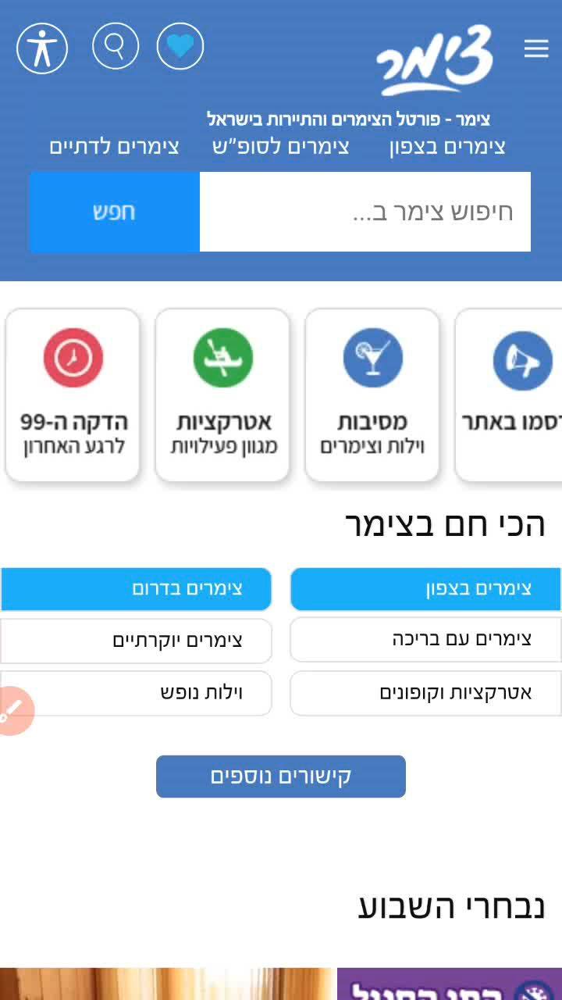 צימר
צימר - פורטל הצימרים והתיירות בישראל
צימרים בצפון
צימרים לסופ"ש
צימרים לדתיים
חיפוש צימר ב...
חפש
רסמו באתר
מסיבות
וילות וצימרים
אטרקציות
מגוון פעילויות
הדקה ה-99
לרגע האחרון
הכי חם בצימר
צימרים בצפון
צימרים בדרום
צימרים עם בריכה
צימרים יוקרתיים
אטרקציות וקופונים
וילות נופש
קישורים נוספים
נבחרי השבוע